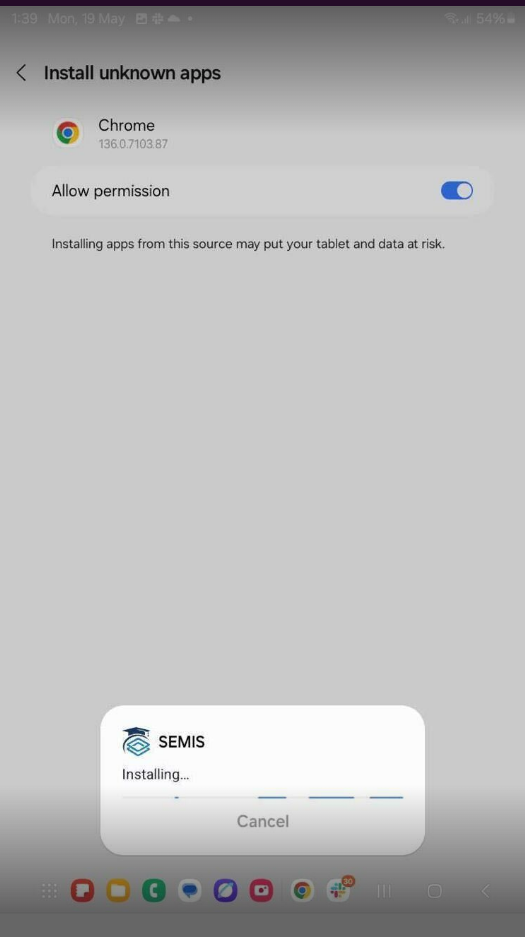 1:39 Mon, 19 May
54%
Install unknown apps
Chrome
136.0.7103.87
Allow permission
Installing apps from this source may put your tablet and data at risk.
SEMIS
Installing...
Cancel
30